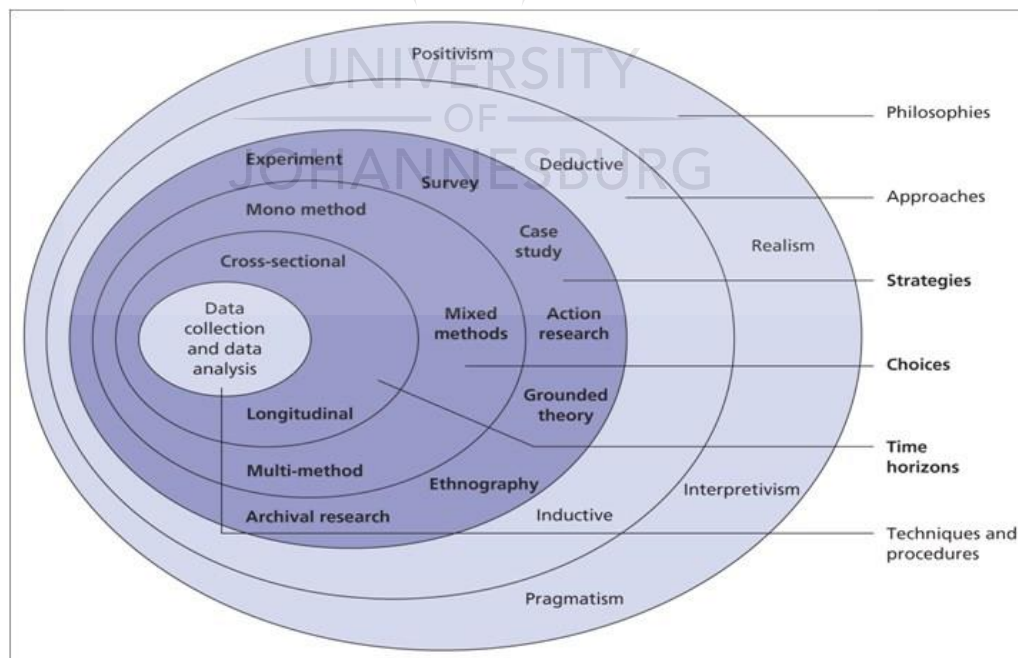 UNIVERSITY
OF
JOHANNESBURG
Positivism
Philosophies
Experiment
Deductive
Survey
Approaches
Mono method
Case
study
Realism
Cross-sectional
Strategies
Data
collection
and data
analysis
Mixed
methods
Action
research
Choices
Longitudinal
Grounded
theory
Time
horizons
Multi-method
Ethnography
Interpretivism
Archival research
Inductive
Techniques and
procedures
Pragmatism